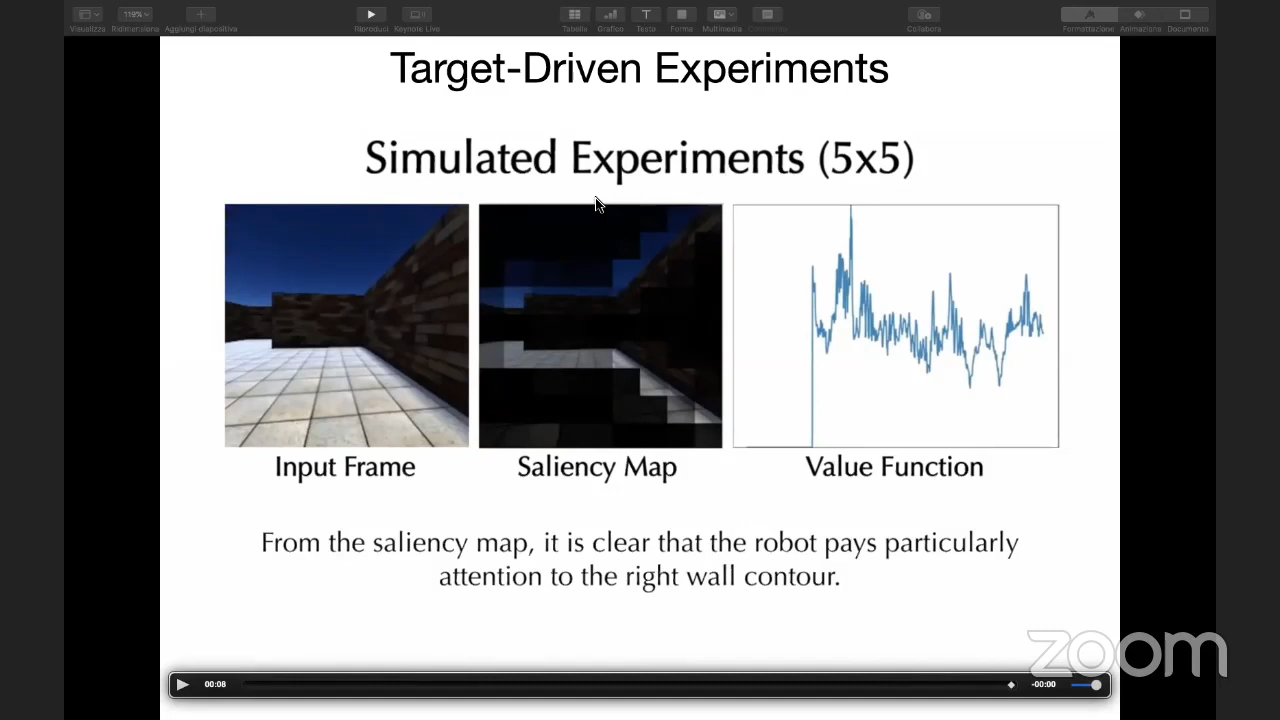 119%
Visualizza
Ridimensiona
Aggiungi diapositiva
Riproduci
Keynote Live
Tabella
Grafico
Testo
Forma
Multimedia
Commento
Collabora
Formattazione
Animazione
Documento
Target-Driven Experiments
Simulated Experiments (5x5)
Input Frame
Saliency Map
Value Function
From the saliency map, it is clear that the robot pays particularly
attention to the right wall contour.
zoom
00:08
-00:00